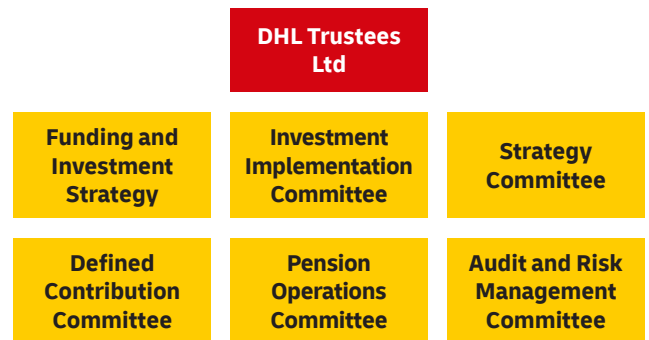 DHL Trustees
Ltd
Funding and
Investment
Strategy
Investment
Implementation
Committee
Strategy
Committee
Defined
Contribution
Committee
Pension
Operations
Committee
Audit and Risk
Management
Committee